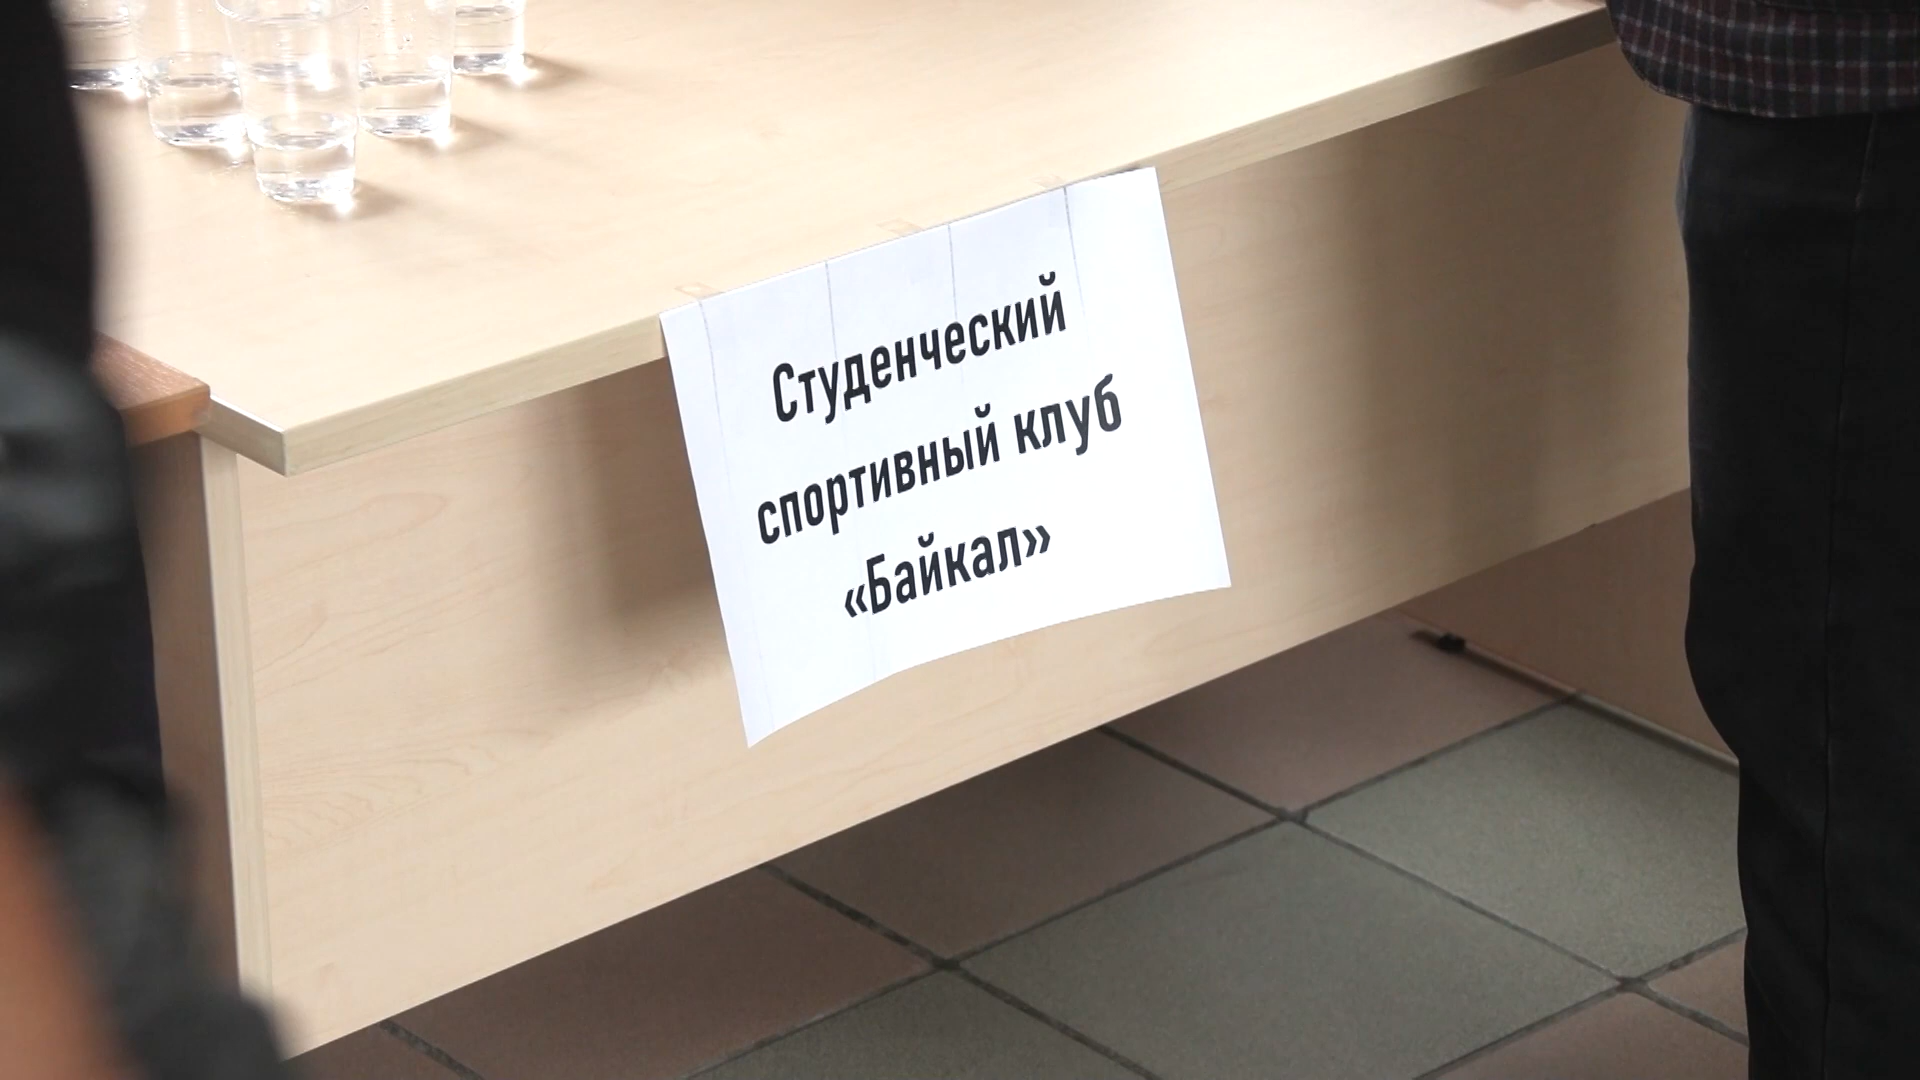 Студенческий
спортивный клуб
«Байкал»